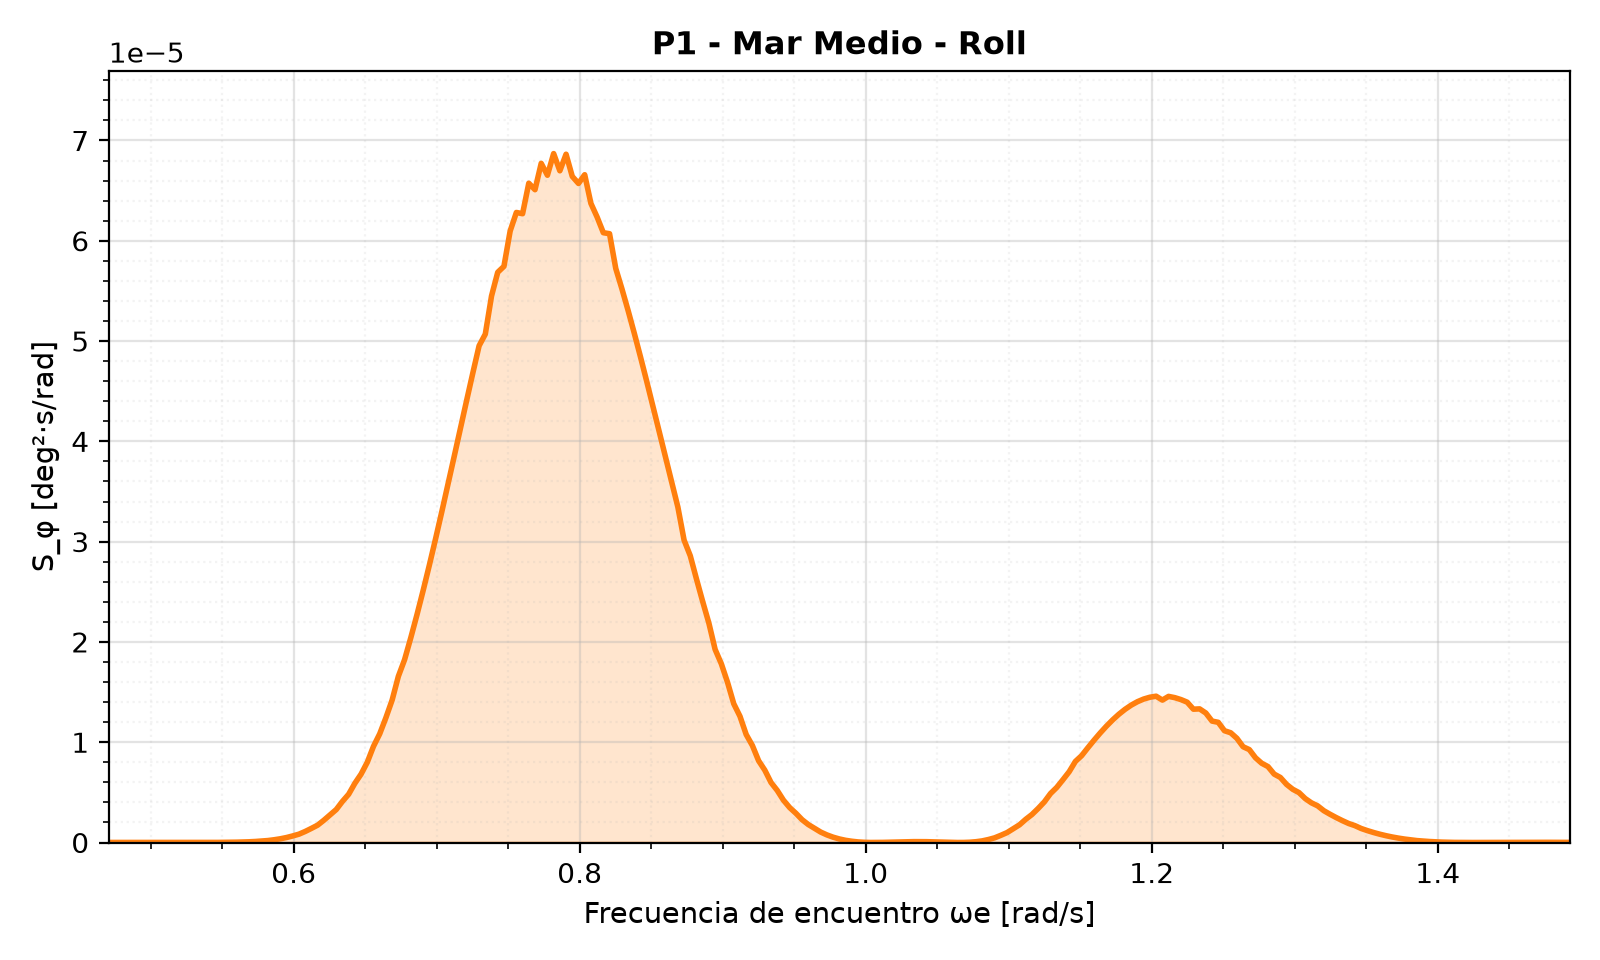 P1 - Mar Medio - Roll
1e−5
S_φ [deg²·s/rad]
7
6
5
4
3
2
1
0
0.6 0.8 1.0 1.2 1.4
Frecuencia de encuentro ωe [rad/s]